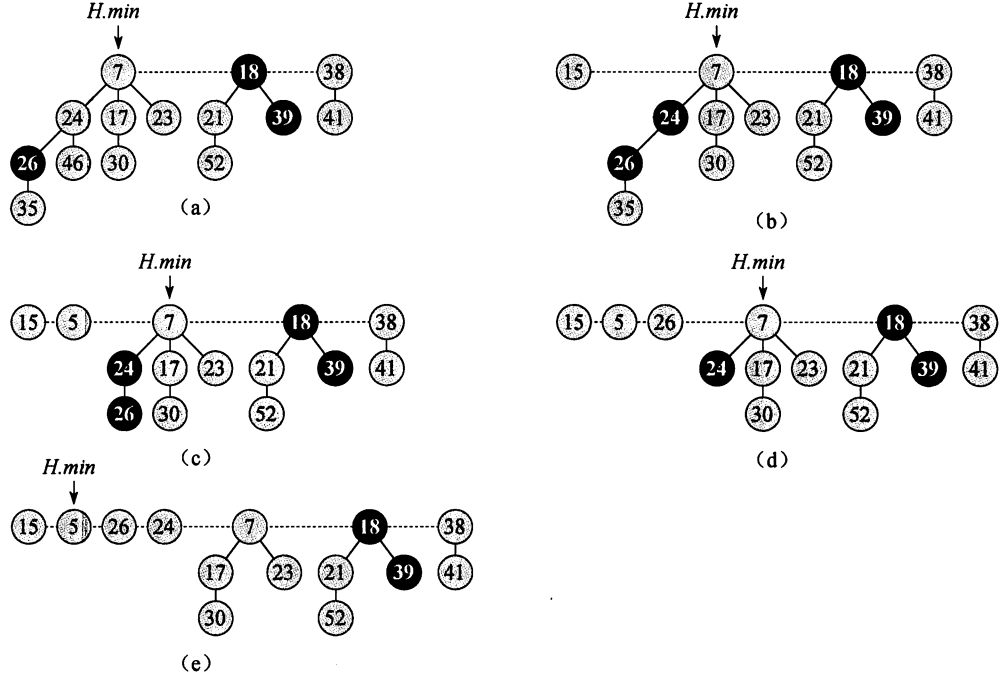 H.min
7 18 38
24 17 23 21 39 41
26 46 30 52
35
(a)
H.min
15 7 18 38
24 17 23 21 39 41
26 30 52
35
(b)
H.min
15 5 7 18 38
24 17 23 21 39 41
26 30 52
(c)
H.min
15 5 26 7 18 38
24 17 23 21 39 41
30 52
(d)
H.min
15 5 26 24 7 18 38
17 23 21 39 41
30 52
(e)